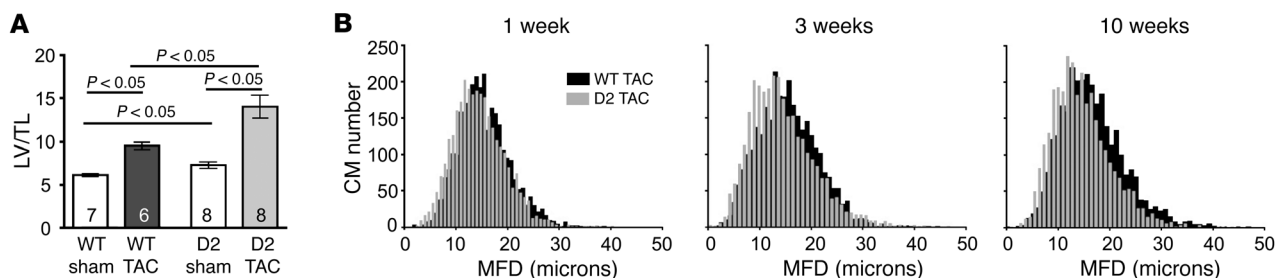 A
P < 0.05
P < 0.05
P < 0.05
P < 0.05
LV/TL
20
15
10
5
0
7
6
8
8
WT sham
WT TAC
D2 sham
D2 TAC
B
1 week
3 weeks
10 weeks
WT TAC
D2 TAC
CM number
250
200
150
100
50
0
0 10 20 30 40 50
MFD (microns)
0 10 20 30 40 50
MFD (microns)
0 10 20 30 40 50
MFD (microns)